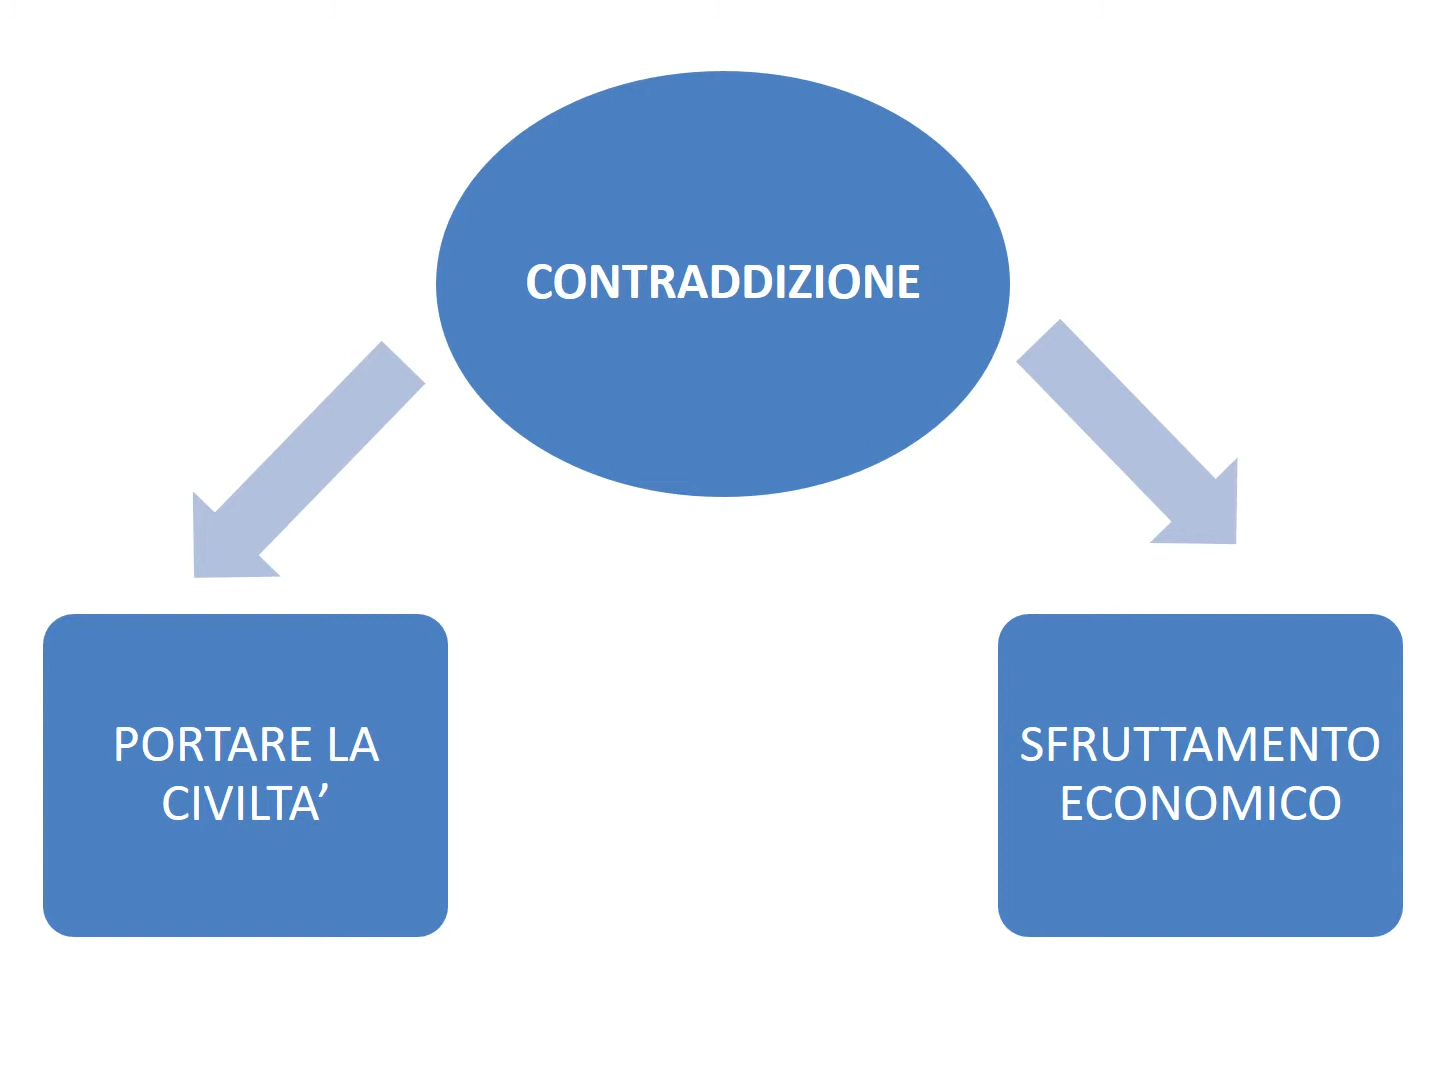 CONTRADDIZIONE
PORTARE LA
CIVILTA’
SFRUTTAMENTO
ECONOMICO